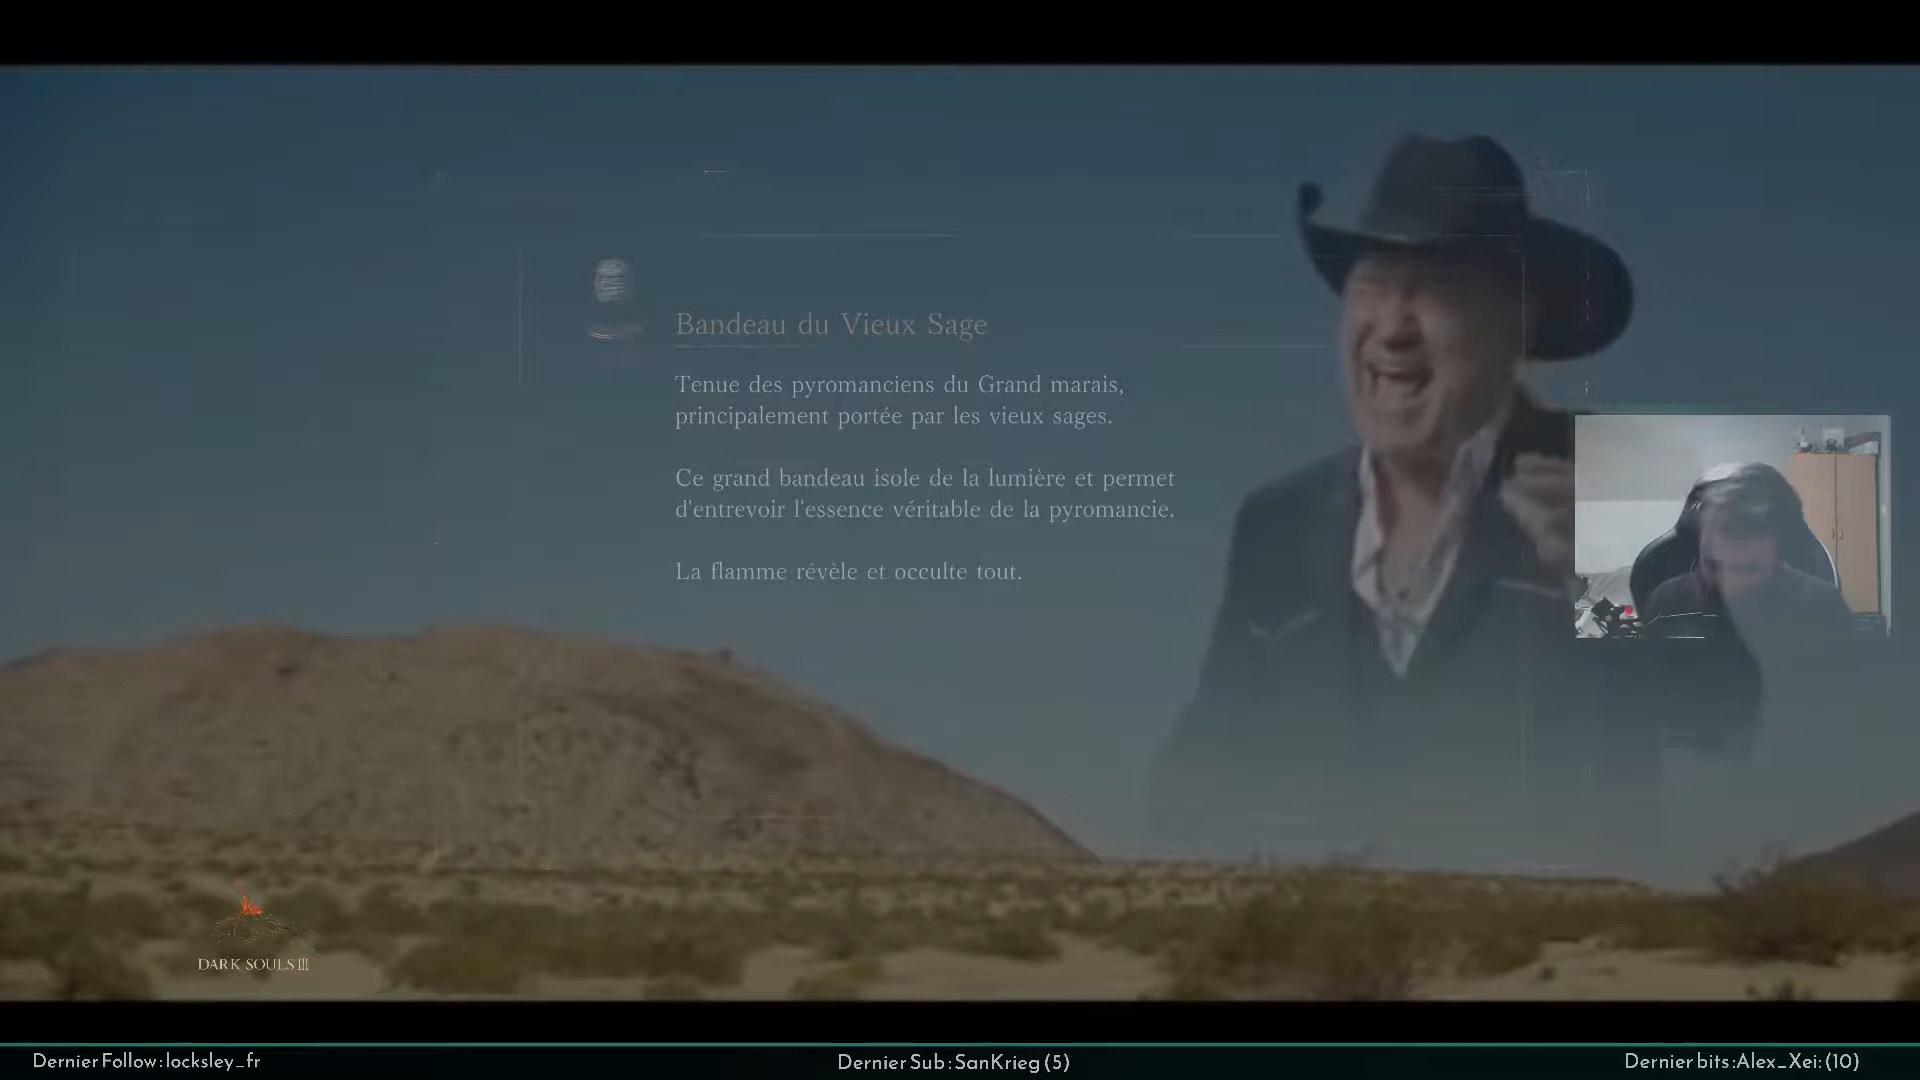 Bandeau du Vieux Sage
Tenue des pyromanciens du Grand marais,
principalement portée par les vieux sages.
Ce grand bandeau isole de la lumière et permet
d'entrevoir l'essence véritable de la pyromancie.
La flamme révèle et occulte tout.
DARK SOULS III
Dernier Follow : locksley_fr
Dernier Sub : SanKrieg (5)
Dernier bits :Alex_Xei: (10)